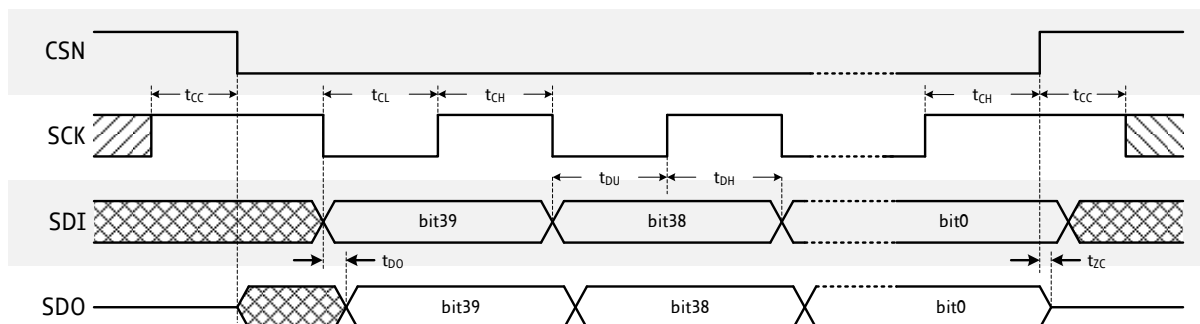 CSN
tCC tCL tCH tCH tCC
SCK
tDU tDH
SDI bit39 bit38 bit0
tDO tZC
SDO bit39 bit38 bit0